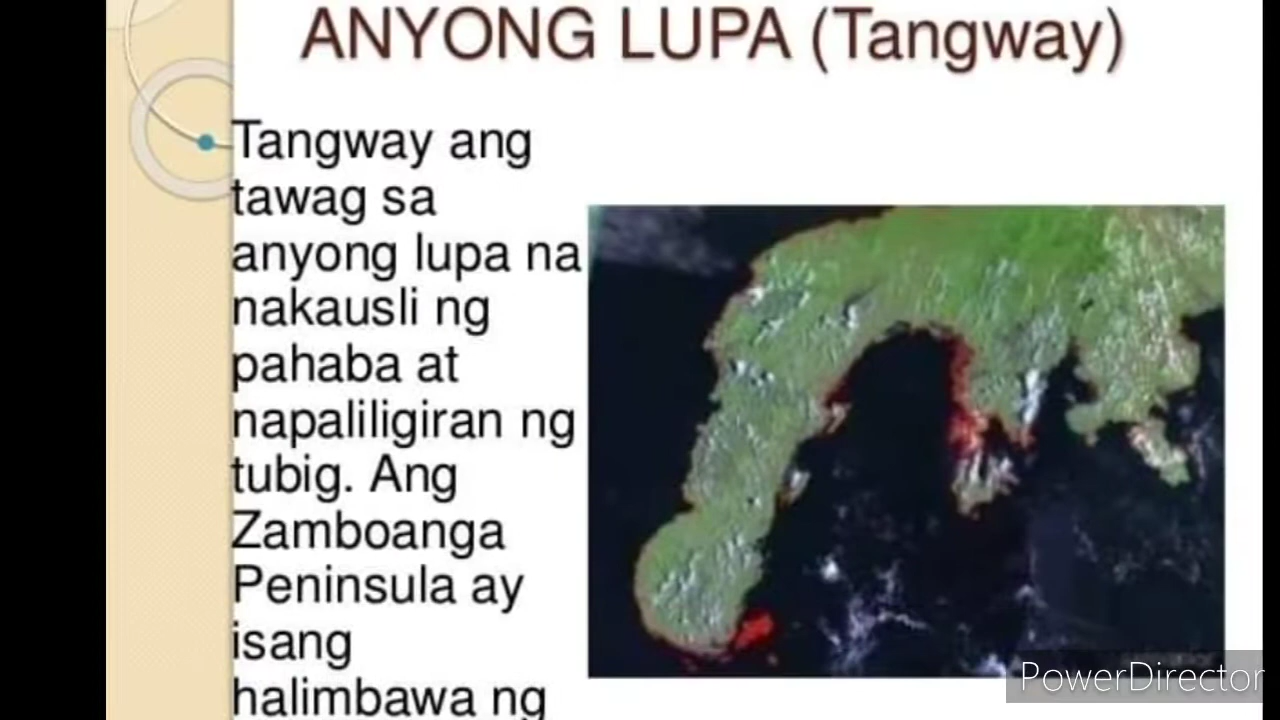 ANYONG LUPA (Tangway)
Tangway ang
tawag sa
anyong lupa na
nakausli ng
pahaba at
napaliligiran ng
tubig. Ang
Zamboanga
Peninsula ay
isang
halimbawa ng
PowerDirector